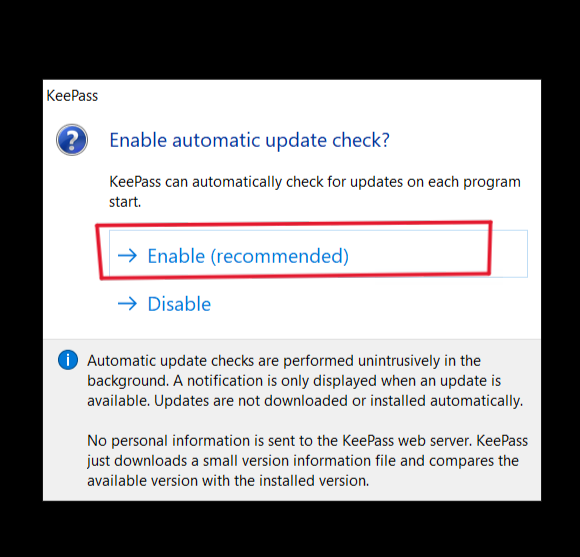 KeePass
Enable automatic update check?
KeePass can automatically check for updates on each program
start.
→ Enable (recommended)
→ Disable
Automatic update checks are performed unintrusively in the
background. A notification is only displayed when an update is
available. Updates are not downloaded or installed automatically.
No personal information is sent to the KeePass web server. KeePass
just downloads a small version information file and compares the
available version with the installed version.